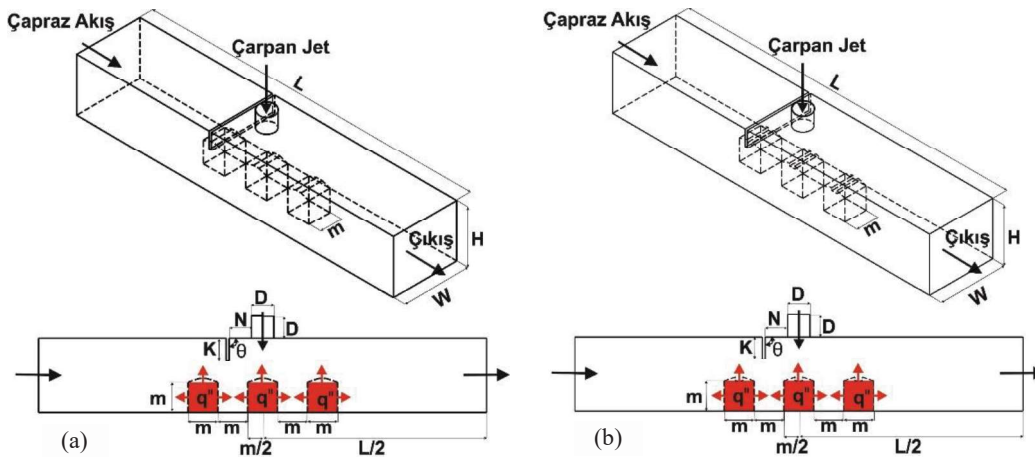 Çapraz Akış
Çarpan Jet
L
m
Çıkış
H
W
D
N
D
K
θ
m
q"
q"
q"
m
m
m
m
m/2
L/2
(a)
Çapraz Akış
Çarpan Jet
L
m
Çıkış
H
W
D
N
D
K
θ
m
q"
q"
q"
m
m
m
m
m/2
L/2
(b)